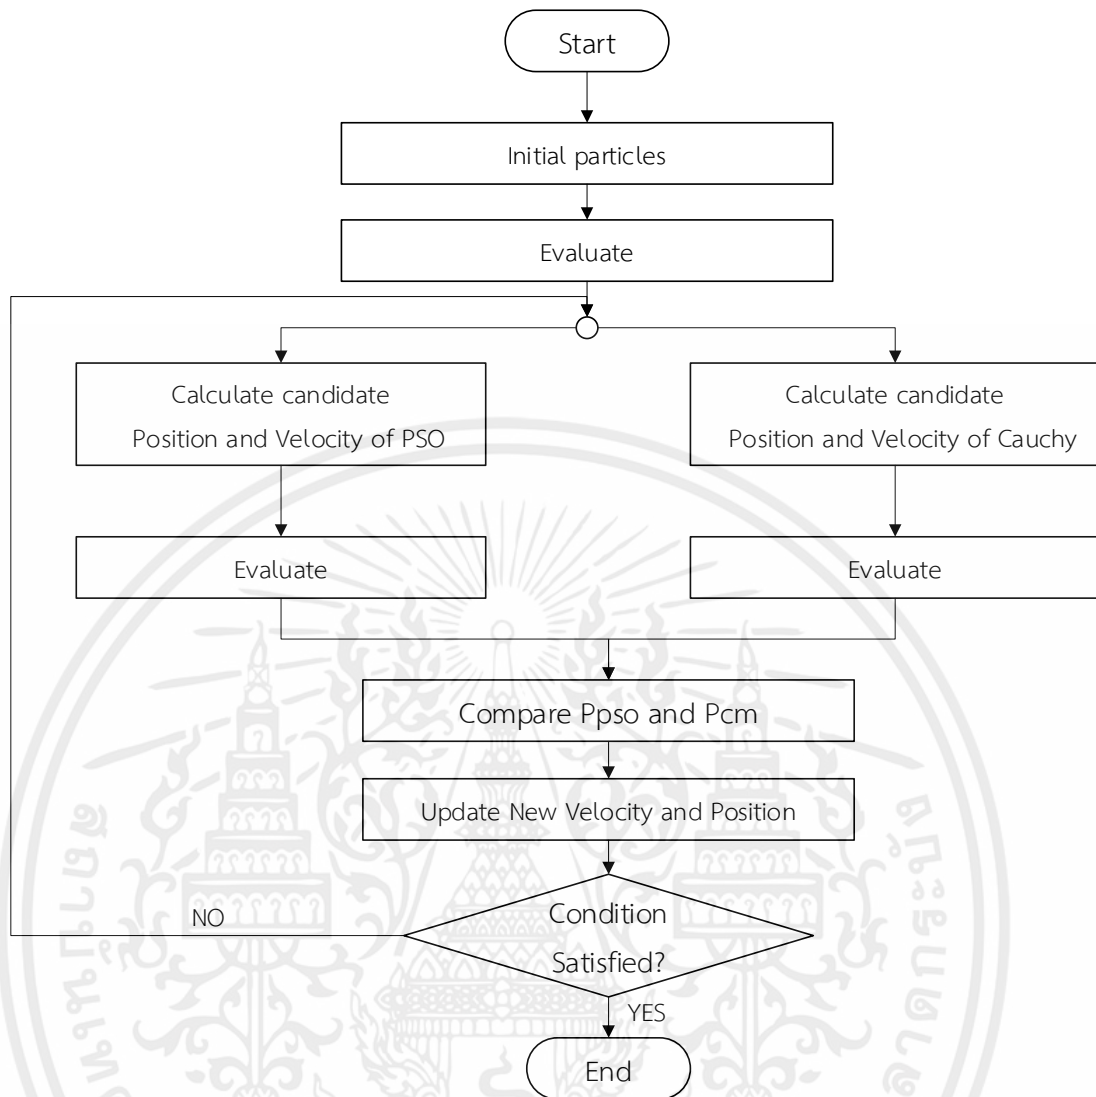 Start
Initial particles
Evaluate
Calculate candidate
Position and Velocity of PSO
Calculate candidate
Position and Velocity of Cauchy
Evaluate
Evaluate
Compare Ppso and Pcm
Update New Velocity and Position
Condition
Satisfied?
NO
YES
End